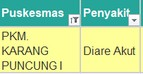 Puskesmas Penyakit
PKM.
KARANG
PUNCUNG I
Diare Akut